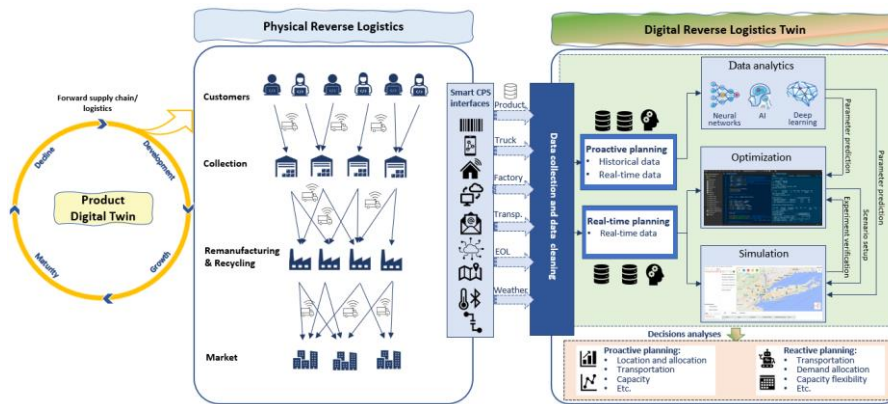 Physical Reverse Logistics
Digital Reverse Logistics Twin
Forward supply chain/
logistics
Development
Growth
Maturity
Decline
Product
Digital Twin
Customers
Collection
Remanufacturing
& Recycling
Market
Smart CPS
interfaces
Product
Truck
Factory
Transp.
EOL
Weather
Data collection and data cleaning
Proactive planning
• Historical data
• Real-time data
Real-time planning
• Real-time data
Data analytics
Neural
networks
AI
Deep
learning
Optimization
Simulation
Parameter prediction
Parameter prediction
Scenario setup
Experiment verification
Decisions analyses
Proactive planning:
• Location and allocation
• Transportation
• Capacity
• Etc.
Reactive planning:
• Transportation
• Demand allocation
• Capacity flexibility
• Etc.